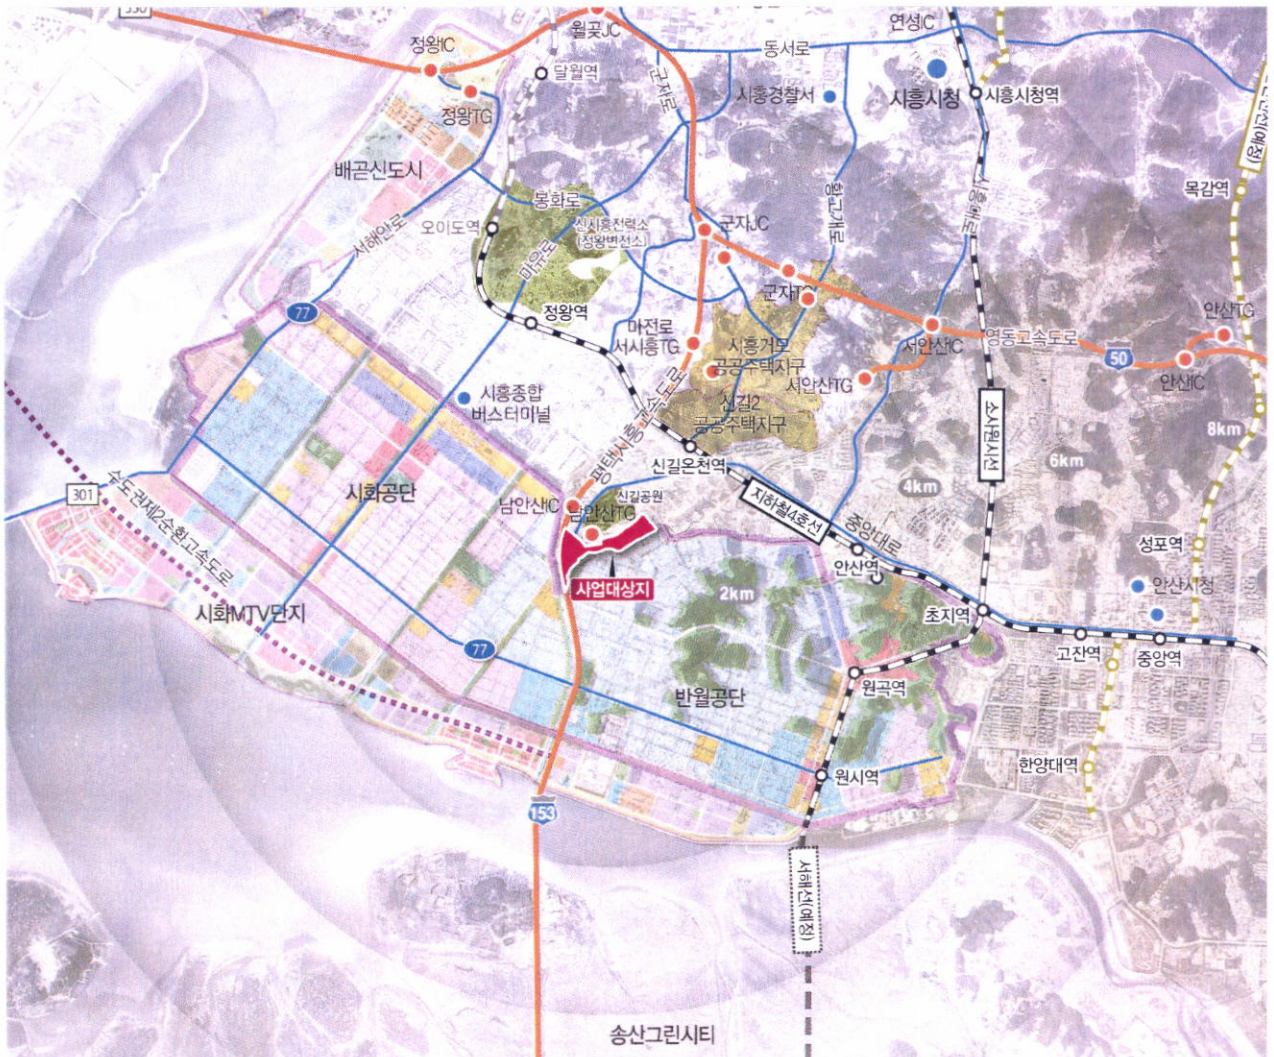 330
월곶JC
연성IC
정왕IC
동서로
달월역
군자로
시흥경찰서
시흥시청
시흥시청역
정왕TG
배곧신도시
목감역
봉화로
오이도역
신시흥전력소
(정왕변전소)
군자JC
황고개로
서해안로
마유로
군자TG
77
정왕역
마전로
서시흥TG
시흥거모
공공주택지구
서안산IC
영동고속도로
안산TG
50
서안산TG
안산IC
시흥종합
버스터미널
평택시흥고속도로
신길2
공공주택지구
소사원시선
8km
신길온천역
6km
4km
301
시화공단
수도권제2순환고속도로
남안산IC
신길공원
남안산TG
지하철4호선
중앙대로
성포역
안산역
사업대상지
2km
안산시청
시화MTV단지
초지역
77
고잔역
중앙역
원곡역
반월공단
원시역
한양대역
153
서해선(예정)
송산그린시티